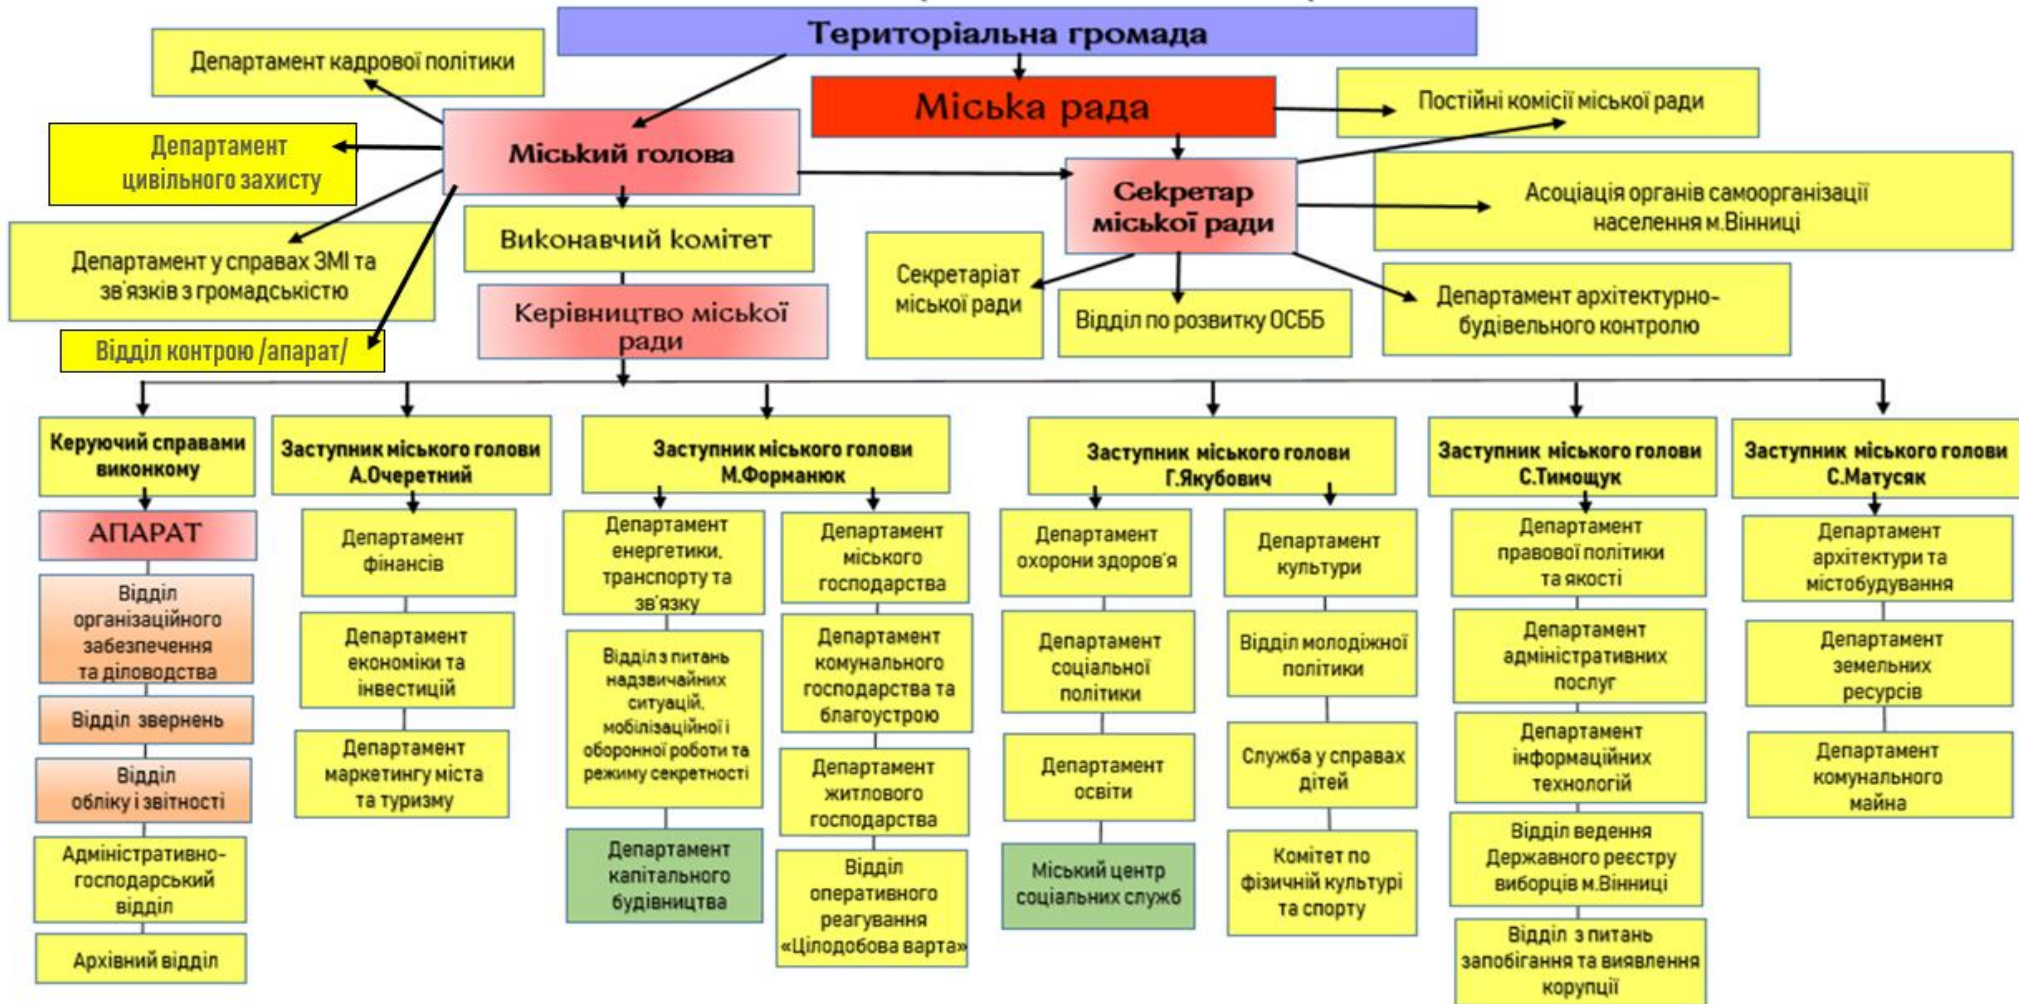 Територіальна громада
Департамент кадрової політики
Міська рада
Постійні комісії міської ради
Департамент
цивільного захисту
Міський голова
Секретар
міської ради
Асоціація органів самоорганізації
населення м.Вінниці
Департамент у справах ЗМІ та
зв'язків з громадськістю
Виконавчий комітет
Секретаріат
міської ради
Відділ по розвитку ОСББ
Департамент архітектурно-
будівельного контролю
Керівництво міської
ради
Відділ контрою /апарат/
Керуючий справами
виконкому
АПАРАТ
Відділ
організаційного
забезпечення
та діловодства
Відділ звернень
Відділ
обліку і звітності
Адміністративно-
господарський
відділ
Архівний відділ
Заступник міського голови
А.Очеретний
Департамент
фінансів
Департамент
економіки та
інвестицій
Департамент
маркетингу міста
та туризму
Заступник міського голови
М.Форманюк
Департамент
енергетики,
транспорту та
зв'язку
Відділ з питань
надзвичайних
ситуацій,
мобілізаційної і
оборонної роботи та
режиму секретності
Департамент
капітального
будівництва
Департамент
міського
господарства
Департамент
комунального
господарства та
благоустрою
Департамент
житлового
господарства
Відділ
оперативного
реагування
«Цілодобова варта»
Заступник міського голови
Г.Якубович
Департамент
охорони здоров'я
Департамент
соціальної
політики
Департамент
освіти
Міський центр
соціальних служб
Департамент
культури
Відділ молодіжної
політики
Служба у справах
дітей
Комітет по
фізичній культурі
та спорту
Заступник міського голови
С.Тимощук
Департамент
правової політики
та якості
Департамент
адміністративних
послуг
Департамент
інформаційних
технологій
Відділ ведення
Державного реєстру
виборців м.Вінниці
Відділ з питань
запобігання та виявлення
корупції
Заступник міського голови
С.Матусяк
Департамент
архітектури та
містобудування
Департамент
земельних
ресурсів
Департамент
комунального
майна